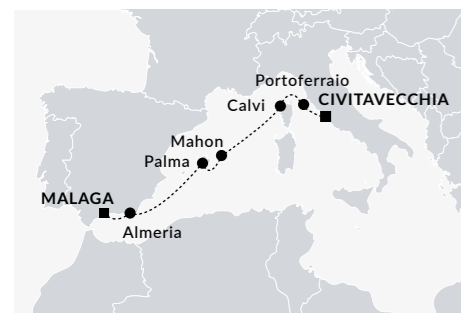 Portoferraio
Calvi
CIVITAVECCHIA
Mahon
Palma
MALAGA
Almeria